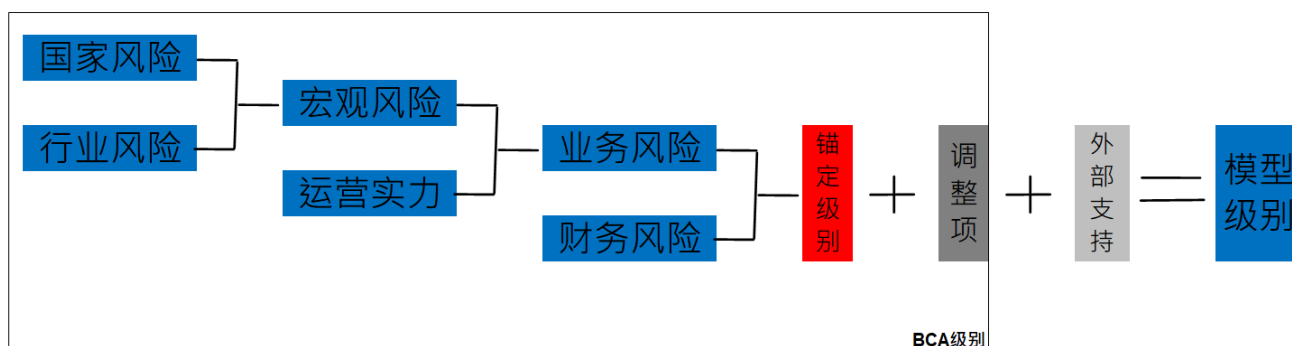 国家风险
行业风险
宏观风险
运营实力
业务风险
财务风险
锚定级别
+
调整项
+
外部支持
=
模型
级别
BCA级别